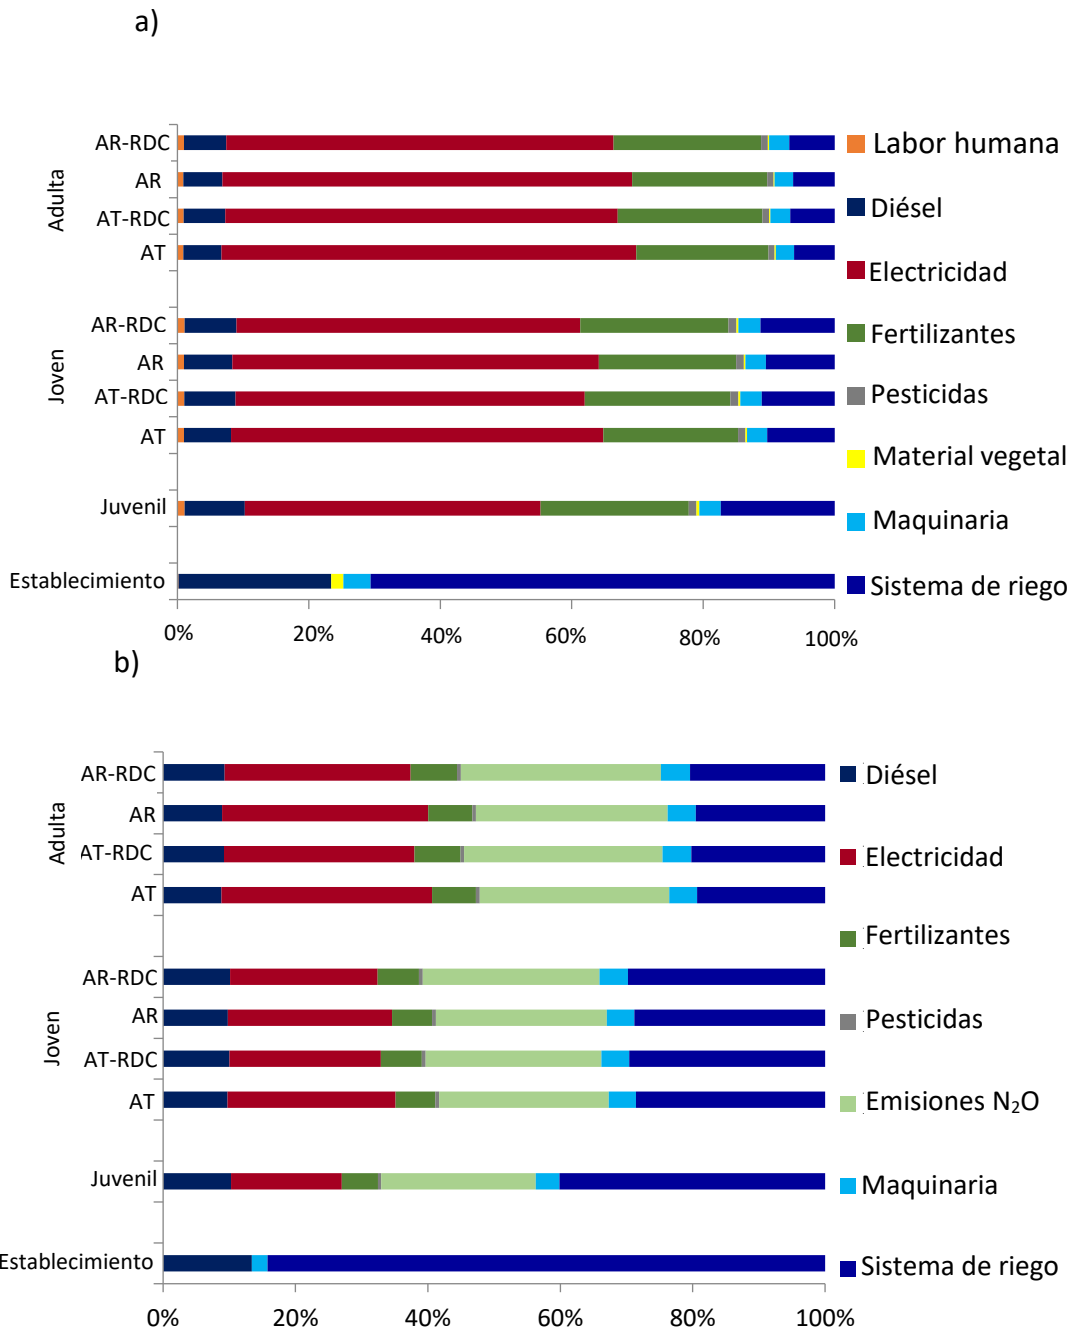 a)
AR-RDC
AR
AT-RDC
AT
Adulta
AR-RDC
AR
AT-RDC
AT
Joven
Juvenil
Establecimiento
0% 20% 40% 60% 80% 100%
Labor humana
Diésel
Electricidad
Fertilizantes
Pesticidas
Material vegetal
Maquinaria
Sistema de riego
b)
AR-RDC
AR
AT-RDC
AT
Adulta
AR-RDC
AR
AT-RDC
AT
Joven
Juvenil
Establecimiento
0% 20% 40% 60% 80% 100%
Diésel
Electricidad
Fertilizantes
Pesticidas
Emisiones N₂O
Maquinaria
Sistema de riego